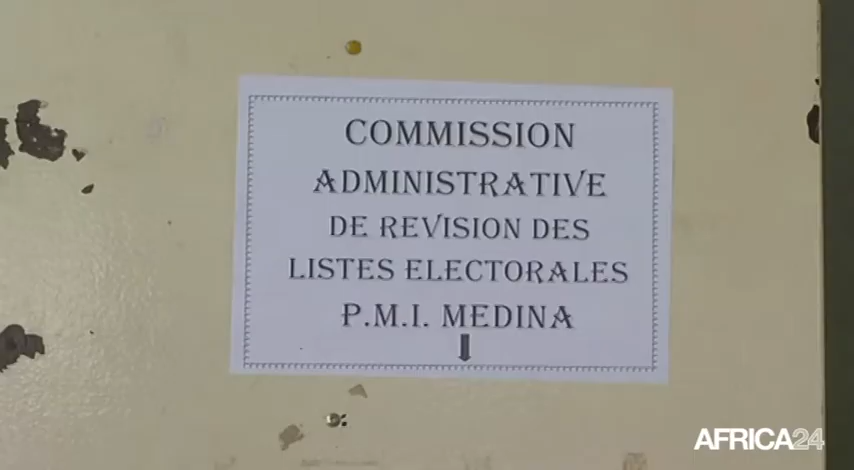 COMMISSION
ADMINISTRATIVE
DE REVISION DES
LISTES ELECTORALES
P.M.I. MEDINA
AFRICA24